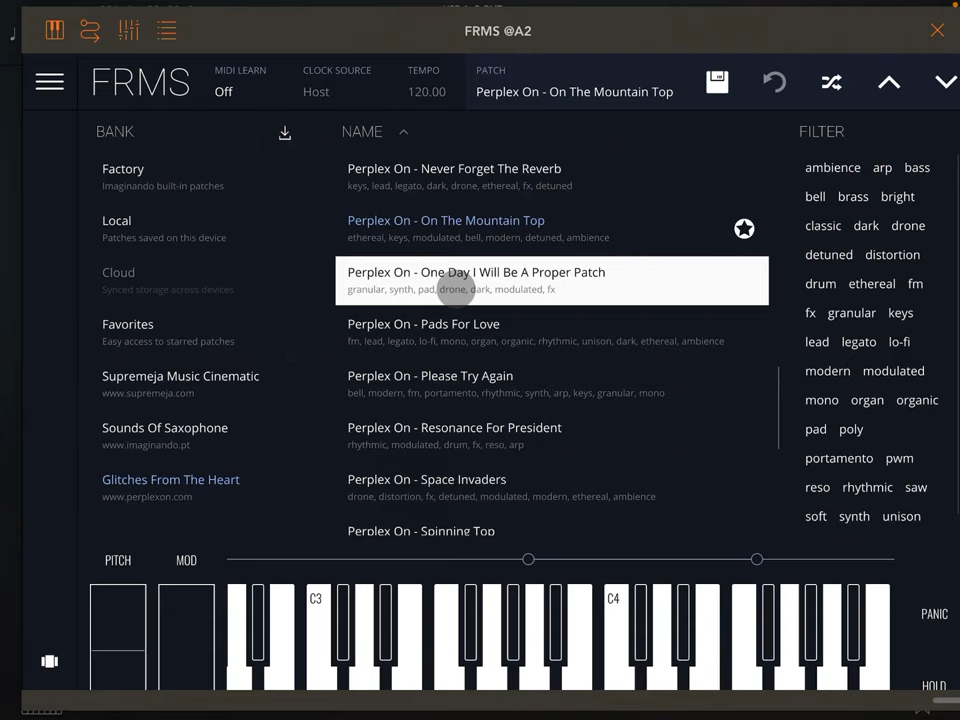 FRMS @A2
FRMS
MIDI LEARN
Off
CLOCK SOURCE
Host
TEMPO
120.00
PATCH
Perplex On - On The Mountain Top
BANK
Factory
Imaginando built-in patches
Local
Patches saved on this device
Cloud
Synced storage across devices
Favorites
Easy access to starred patches
Supremeja Music Cinematic
www.supremeja.com
Sounds Of Saxophone
www.imaginando.pt
Glitches From The Heart
www.perplexon.com
NAME
Perplex On - Never Forget The Reverb
keys, lead, legato, dark, drone, ethereal, fx, detuned
Perplex On - On The Mountain Top
ethereal, keys, modulated, bell, modern, detuned, ambience
Perplex On - One Day I Will Be A Proper Patch
granular, synth, pad, drone, dark, modulated, fx
Perplex On - Pads For Love
fm, lead, legato, lo-fi, mono, organ, organic, rhythmic, unison, dark, ethereal, ambience
Perplex On - Please Try Again
bell, modern, fm, portamento, rhythmic, synth, arp, keys, granular, mono
Perplex On - Resonance For President
rhythmic, modulated, drum, fx, reso, arp
Perplex On - Space Invaders
drone, distortion, fx, detuned, modulated, modern, ethereal, ambience
Perplex On - Spinning Top
FILTER
ambience arp bass
bell brass bright
classic dark drone
detuned distortion
drum ethereal fm
fx granular keys
lead legato lo-fi
modern modulated
mono organ organic
pad poly
portamento pwm
reso rhythmic saw
soft synth unison
PITCH
MOD
C3
C4
PANIC
HOLD